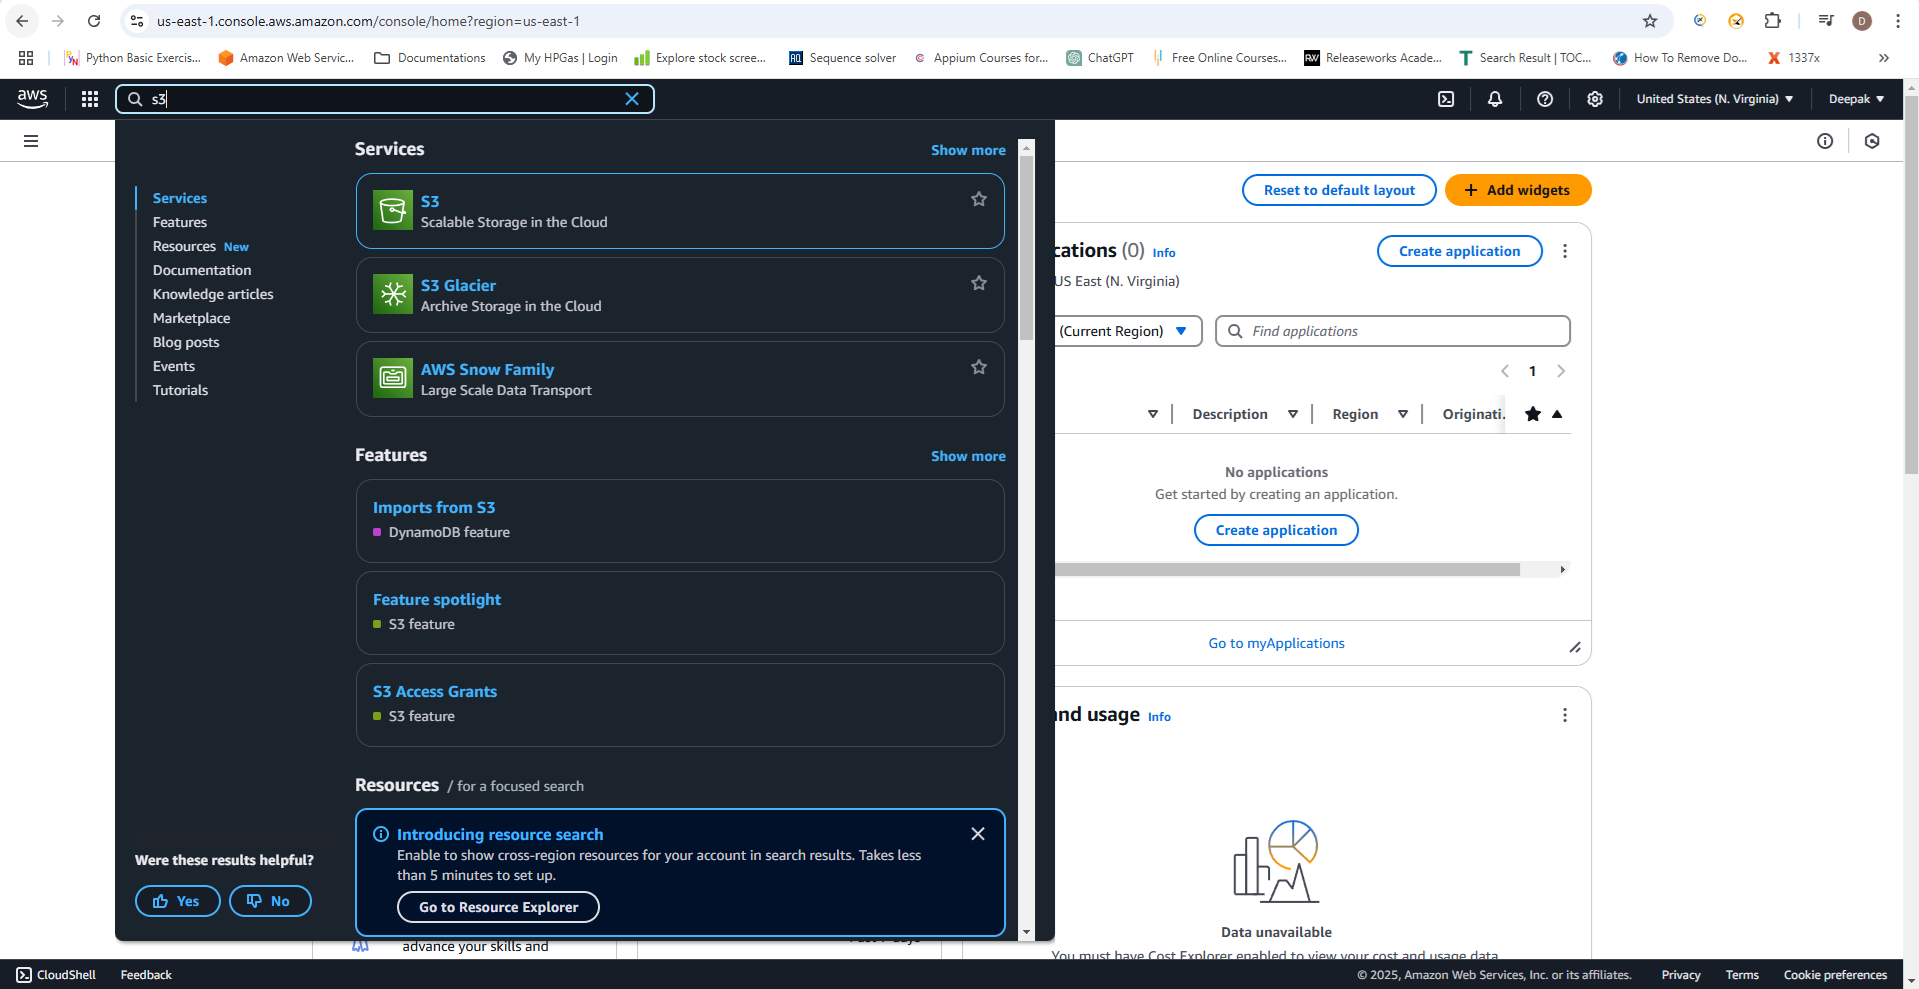 us-east-1.console.aws.amazon.com/console/home?region=us-east-1
D
Python Basic Exercis...
Amazon Web Servic...
Documentations
My HPGas | Login
Explore stock scree...
AQ
Sequence solver
Appium Courses for...
ChatGPT
Free Online Courses...
RW
Releaseworks Acade...
Search Result | TOC...
How To Remove Do...
1337x
aws
s3
United States (N. Virginia)
Deepak
Services
Features
Resources New
Documentation
Knowledge articles
Marketplace
Blog posts
Events
Tutorials
Were these results helpful?
Yes
No
Services
Show more
S3
Scalable Storage in the Cloud
S3 Glacier
Archive Storage in the Cloud
AWS Snow Family
Large Scale Data Transport
Features
Show more
Imports from S3
DynamoDB feature
Feature spotlight
S3 feature
S3 Access Grants
S3 feature
Resources / for a focused search
Introducing resource search
Enable to show cross-region resources for your account in search results. Takes less
than 5 minutes to set up.
Go to Resource Explorer
advance your skills and
Reset to default layout
+ Add widgets
cations (0) Info
Create application
US East (N. Virginia)
(Current Region)
Find applications
1
Description
Region
Originati.
No applications
Get started by creating an application.
Create application
Go to myApplications
and usage Info
Data unavailable
You must have Cost Explorer enabled to view your cost and usage data
CloudShell
Feedback
© 2025, Amazon Web Services, Inc. or its affiliates.
Privacy
Terms
Cookie preferences